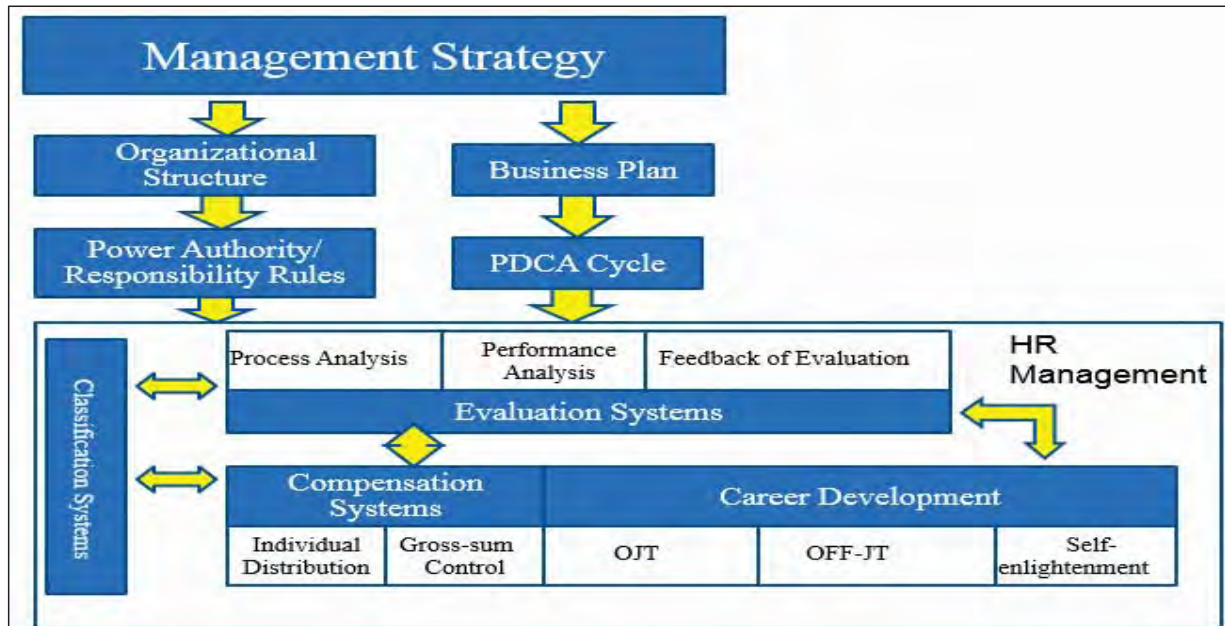 Management Strategy
Organizational
Structure
Business Plan
Power Authority/
Responsibility Rules
PDCA Cycle
Classification Systems
Process Analysis
Performance
Analysis
Feedback of Evaluation
HR
Management
Evaluation Systems
Compensation
Systems
Career Development
Individual
Distribution
Gross-sum
Control
OJT
OFF-JT
Self-
enlightenment